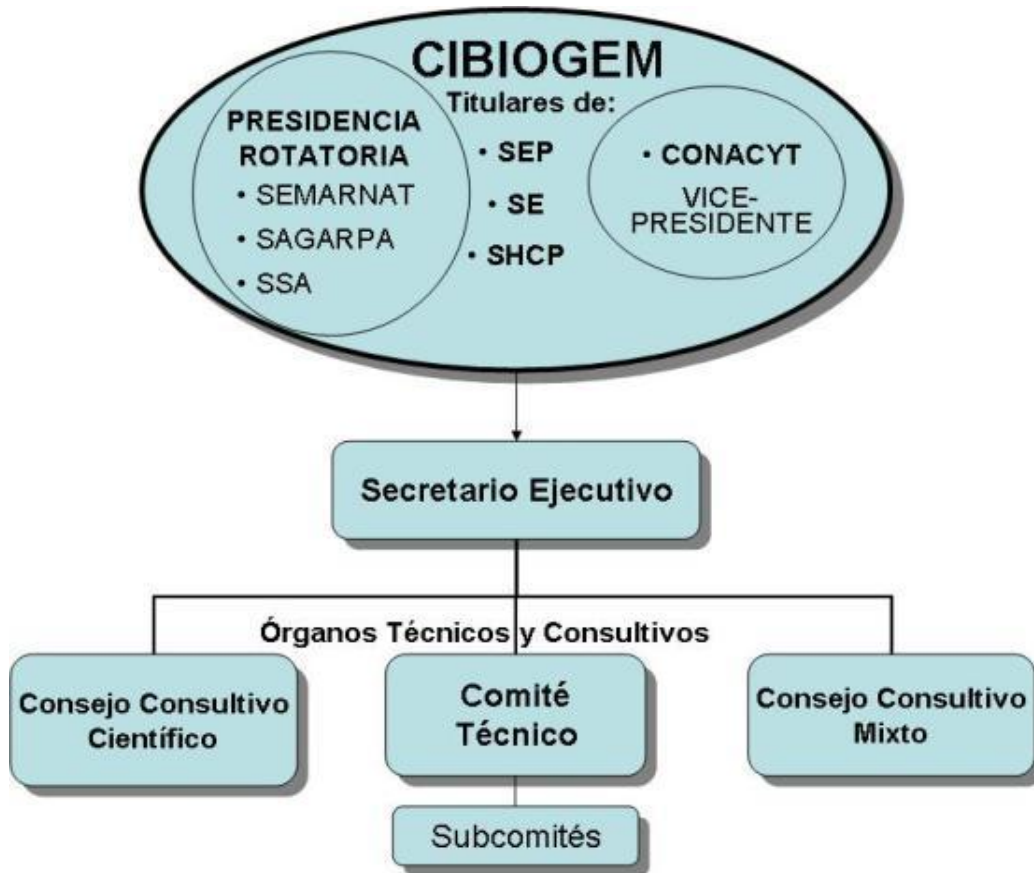 CIBIOGEM
Titulares de:
PRESIDENCIA
ROTATORIA
• SEMARNAT
• SAGARPA
• SSA
• SEP
• SE
• SHCP
• CONACYT
VICE-
PRESIDENTE
Secretario Ejecutivo
Órganos Técnicos y Consultivos
Consejo Consultivo
Científico
Comité
Técnico
Consejo Consultivo
Mixto
Subcomités